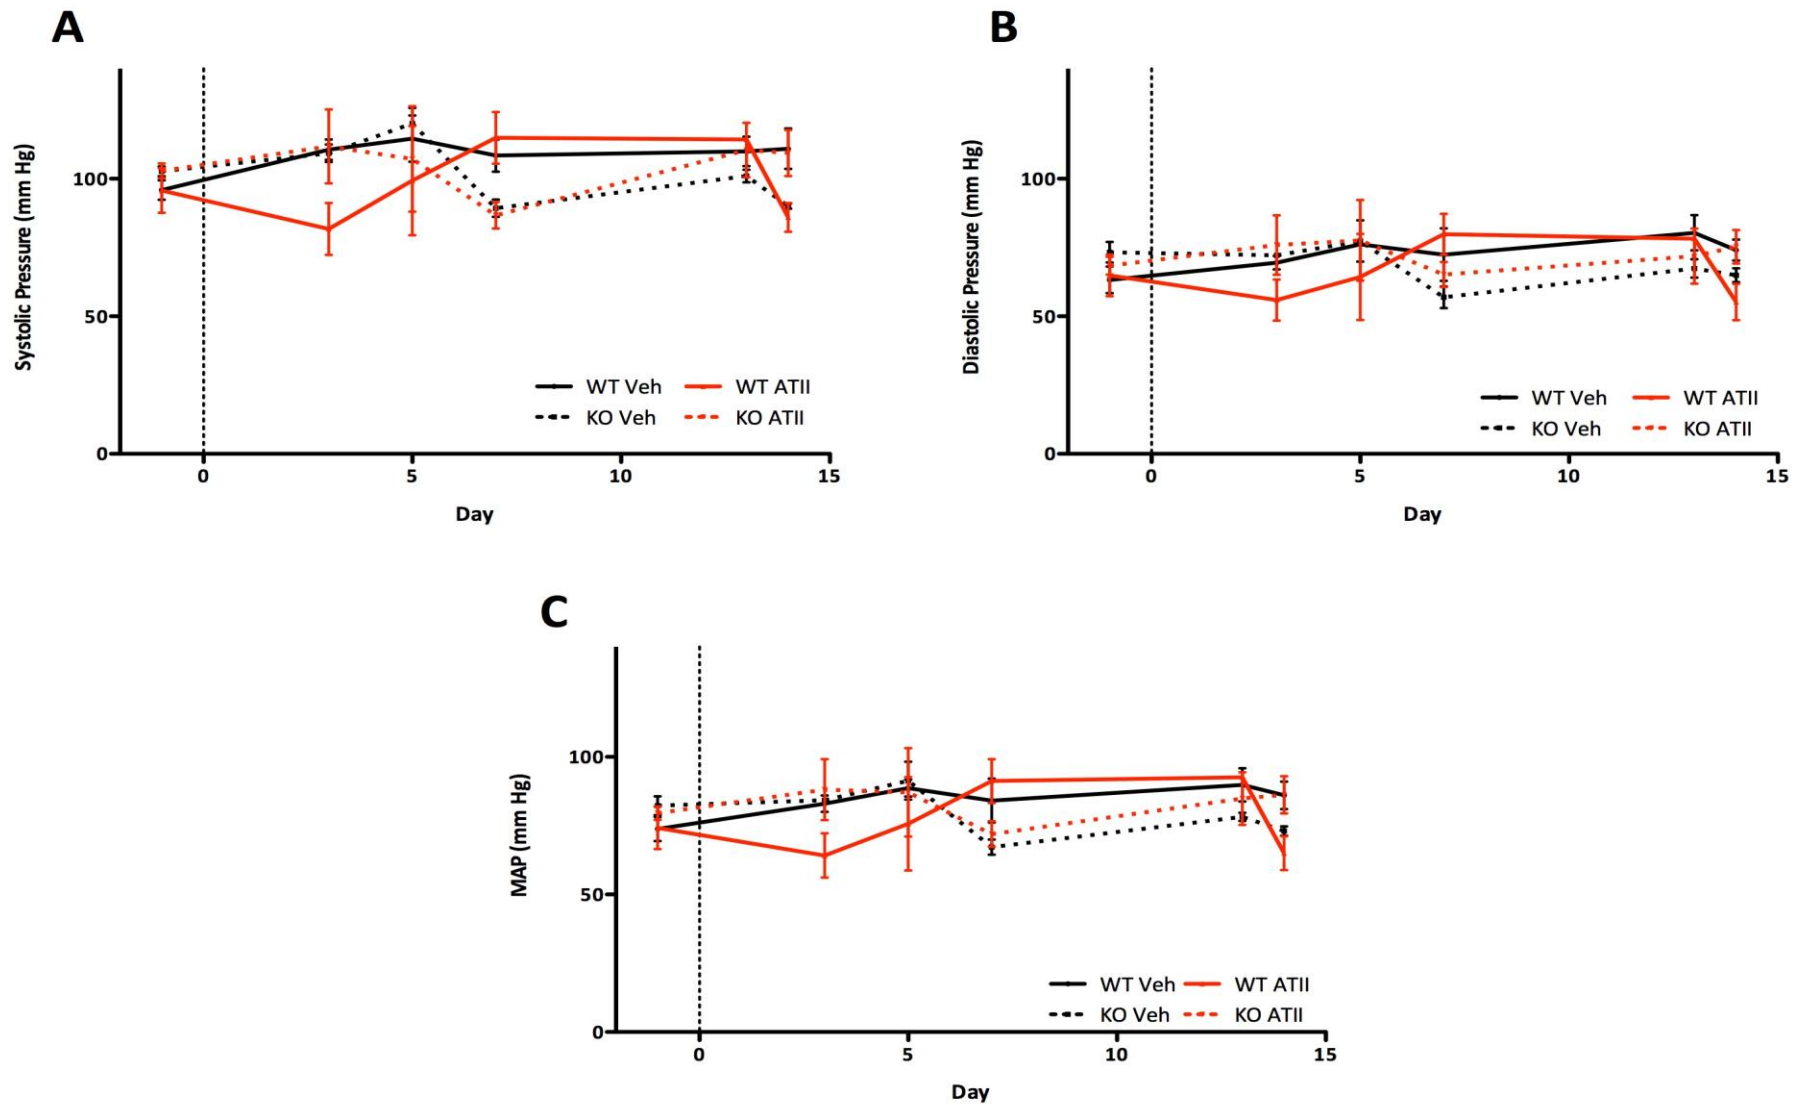 A
Systolic Pressure (mm Hg)
100
50
0
WT Veh
WT ATII
KO Veh
KO ATII
0 5 10 15
Day
B
Diastolic Pressure (mm Hg)
100
50
0
WT Veh
WT ATII
KO Veh
KO ATII
0 5 10 15
Day
C
MAP (mm Hg)
100
50
0
WT Veh
WT ATII
KO Veh
KO ATII
0 5 10 15
Day